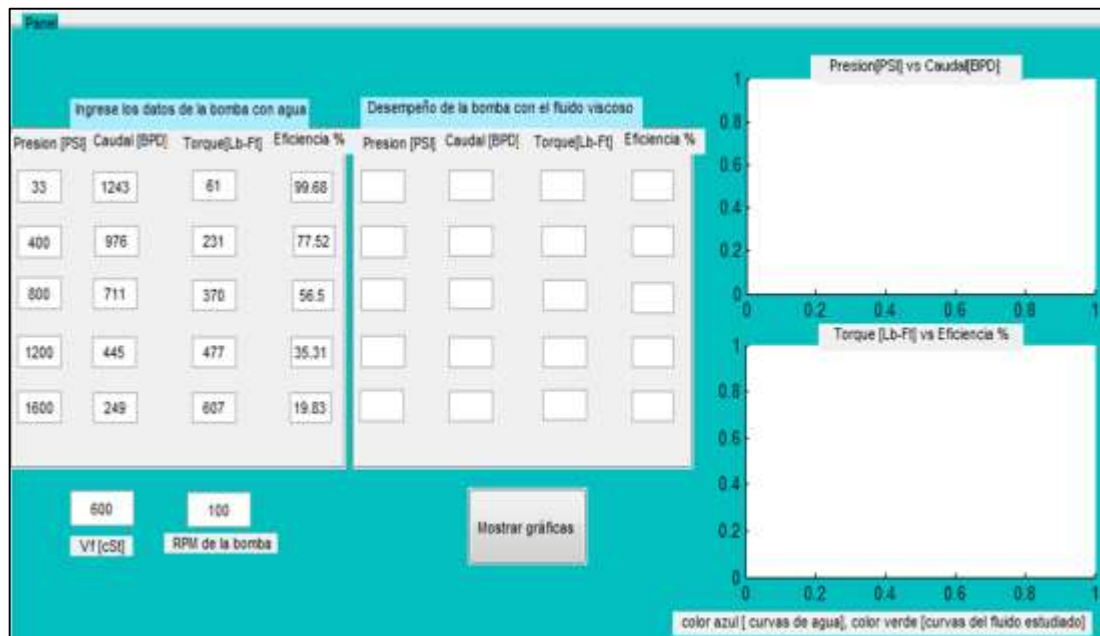 Panel
Ingrese los datos de la bomba con agua
Presion [PSI] Caudal [BPD] Torque[Lb-Ft] Eficiencia %
33 1243 61 99.68
400 976 231 77.52
800 711 370 56.5
1200 445 477 35.31
1600 249 607 19.83
600 100
Vf [cSt] RPM de la bomba
Desempeño de la bomba con el fluido viscoso
Presion [PSI] Caudal [BPD] Torque[Lb-Ft] Eficiencia %
Mostrar gráficas
Presion[PSI] vs Caudal[BPD]
1
0.8
0.6
0.4
0.2
0
0 0.2 0.4 0.6 0.8 1
Torque [Lb-Ft] vs Eficiencia %
1
0.8
0.6
0.4
0.2
0
0 0.2 0.4 0.6 0.8 1
color azul [ curvas de agua], color verde [curvas del fluido estudiado]